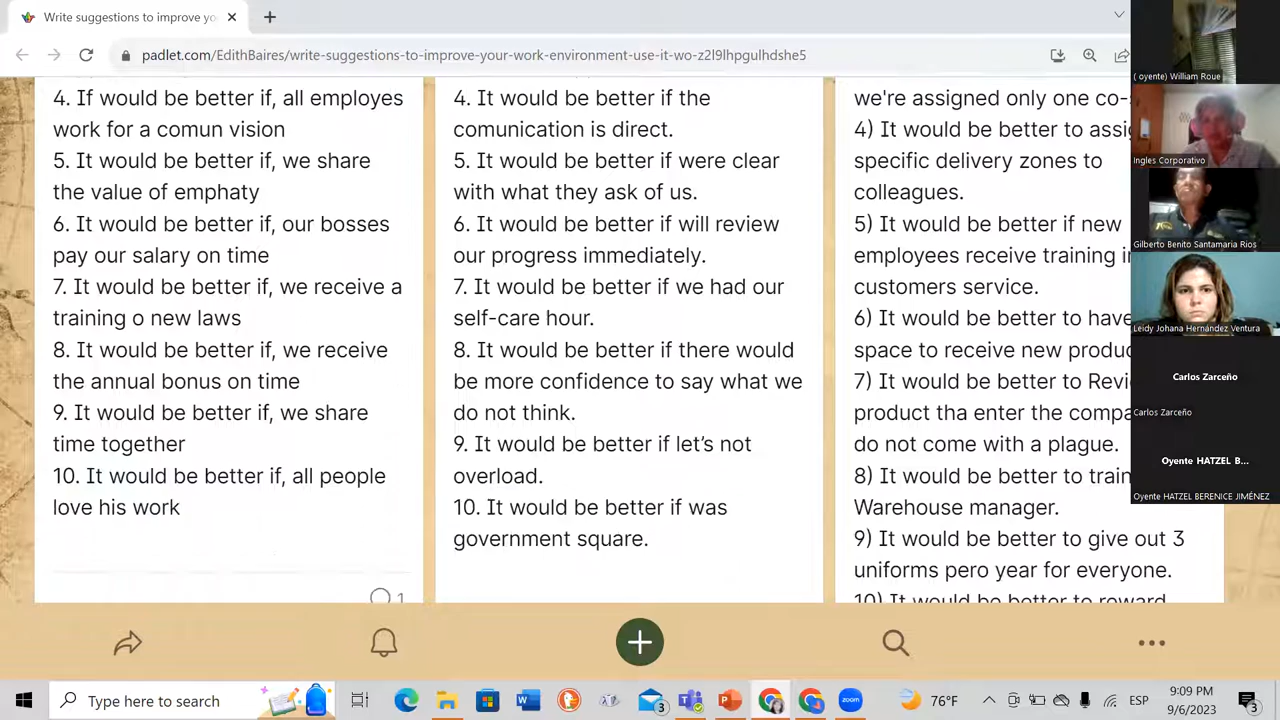 Write suggestions to improve yo
padlet.com/EdithBaires/write-suggestions-to-improve-your-work-environment-use-it-wo-z2l9lhpgulhdshe5
4. If would be better if, all employes
work for a comun vision
5. It would be better if, we share
the value of emphaty
6. It would be better if, our bosses
pay our salary on time
7. It would be better if, we receive a
training o new laws
8. It would be better if, we receive
the annual bonus on time
9. It would be better if, we share
time together
10. It would be better if, all people
love his work
1
4. It would be better if the
comunication is direct.
5. It would be better if were clear
with what they ask of us.
6. It would be better if will review
our progress immediately.
7. It would be better if we had our
self-care hour.
8. It would be better if there would
be more confidence to say what we
do not think.
9. It would be better if let's not
overload.
10. It would be better if was
government square.
we're assigned only one co-
4) It would be better to assi
specific delivery zones to
colleagues.
5) It would be better if new
employees receive training i
customers service.
6) It would be better to have
space to receive new produ
7) It would be better to Revi
product tha enter the compa
do not come with a plague.
8) It would be better to train
Warehouse manager.
9) It would be better to give out 3
uniforms pero year for everyone.
10) It would be better to reward
( oyente) William Roue
Ingles Corporativo
Gilberto Benito Santamaria Rios
Leidy Johana Hernández Ventura
Carlos Zarceño
Carlos Zarceño
Oyente HATZEL B...
Oyente HATZEL BERENICE JIMÉNEZ
Type here to search
3
zoom
76°F
ESP
9:09 PM
9/6/2023
3